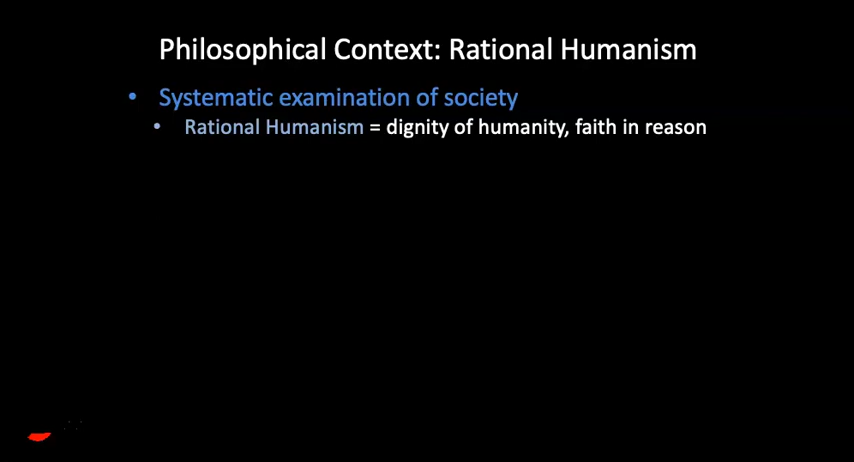 Philosophical Context: Rational Humanism
• Systematic examination of society
• Rational Humanism = dignity of humanity, faith in reason